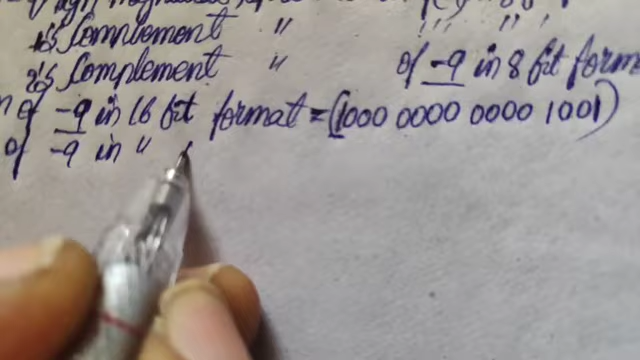 1's Complement " " " "
2's Complement " of -9 in 8 bit forma
n of -9 in 16 bit format = (1000 0000 0000 1001)
of -9 in "